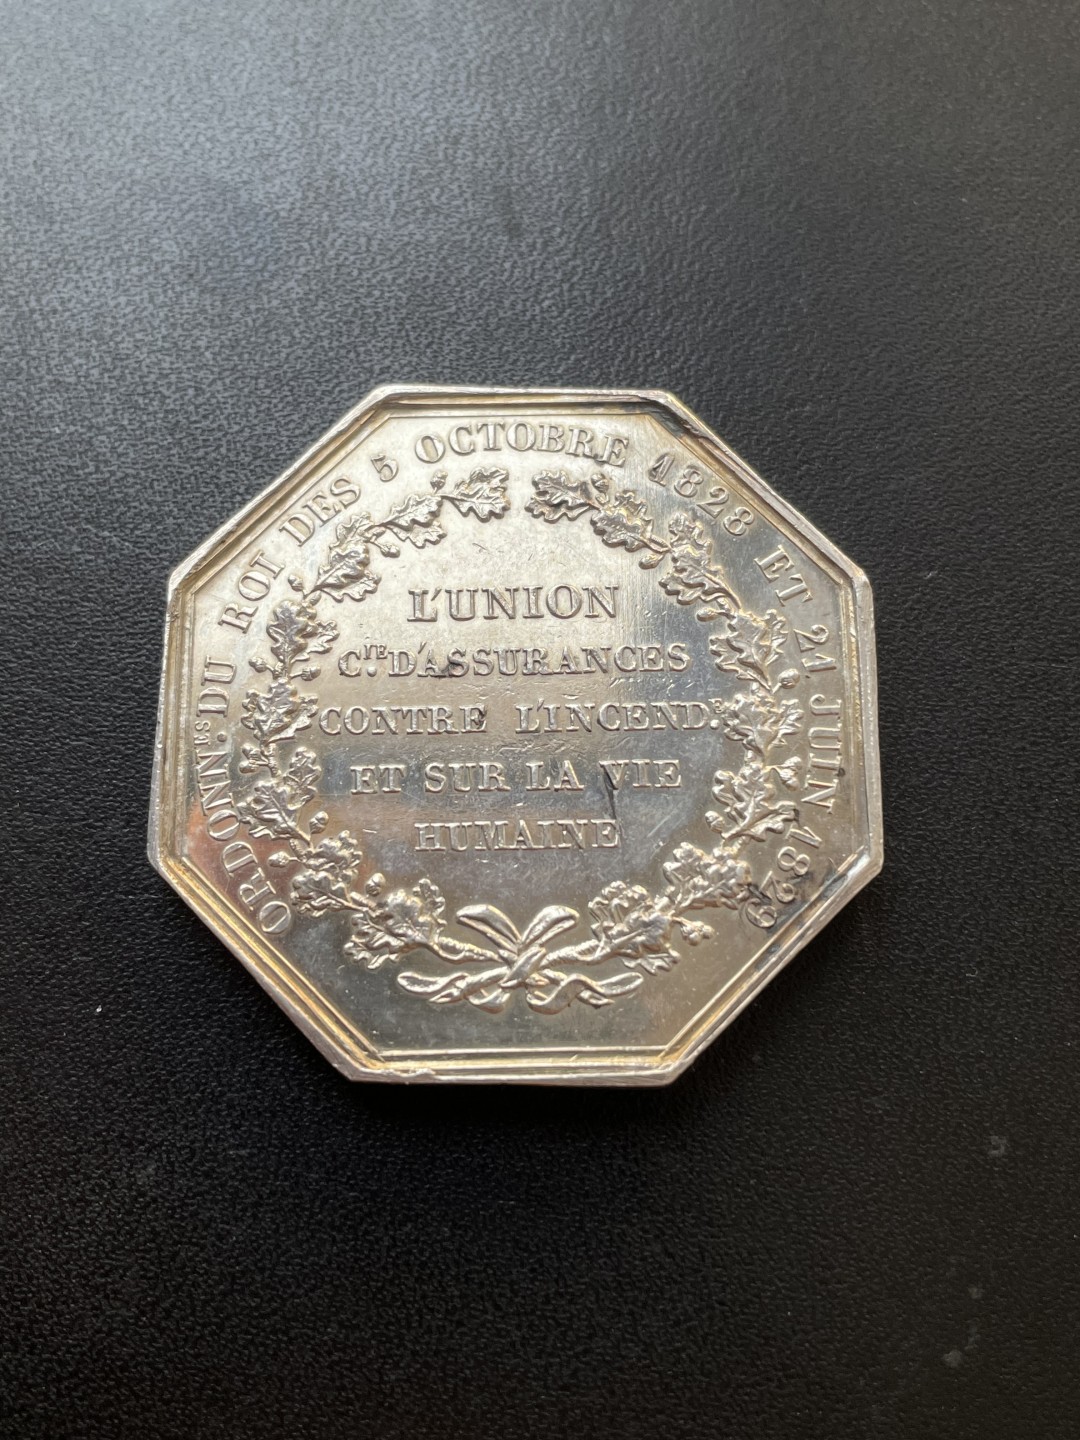 ORDONN.ES DU ROI DES 5 OCTOBRE 1828 ET 21 JUIN 1829
L'UNION
C.IE D'ASSURANCES
CONTRE L'INCEND.E
ET SUR LA VIE
HUMAINE